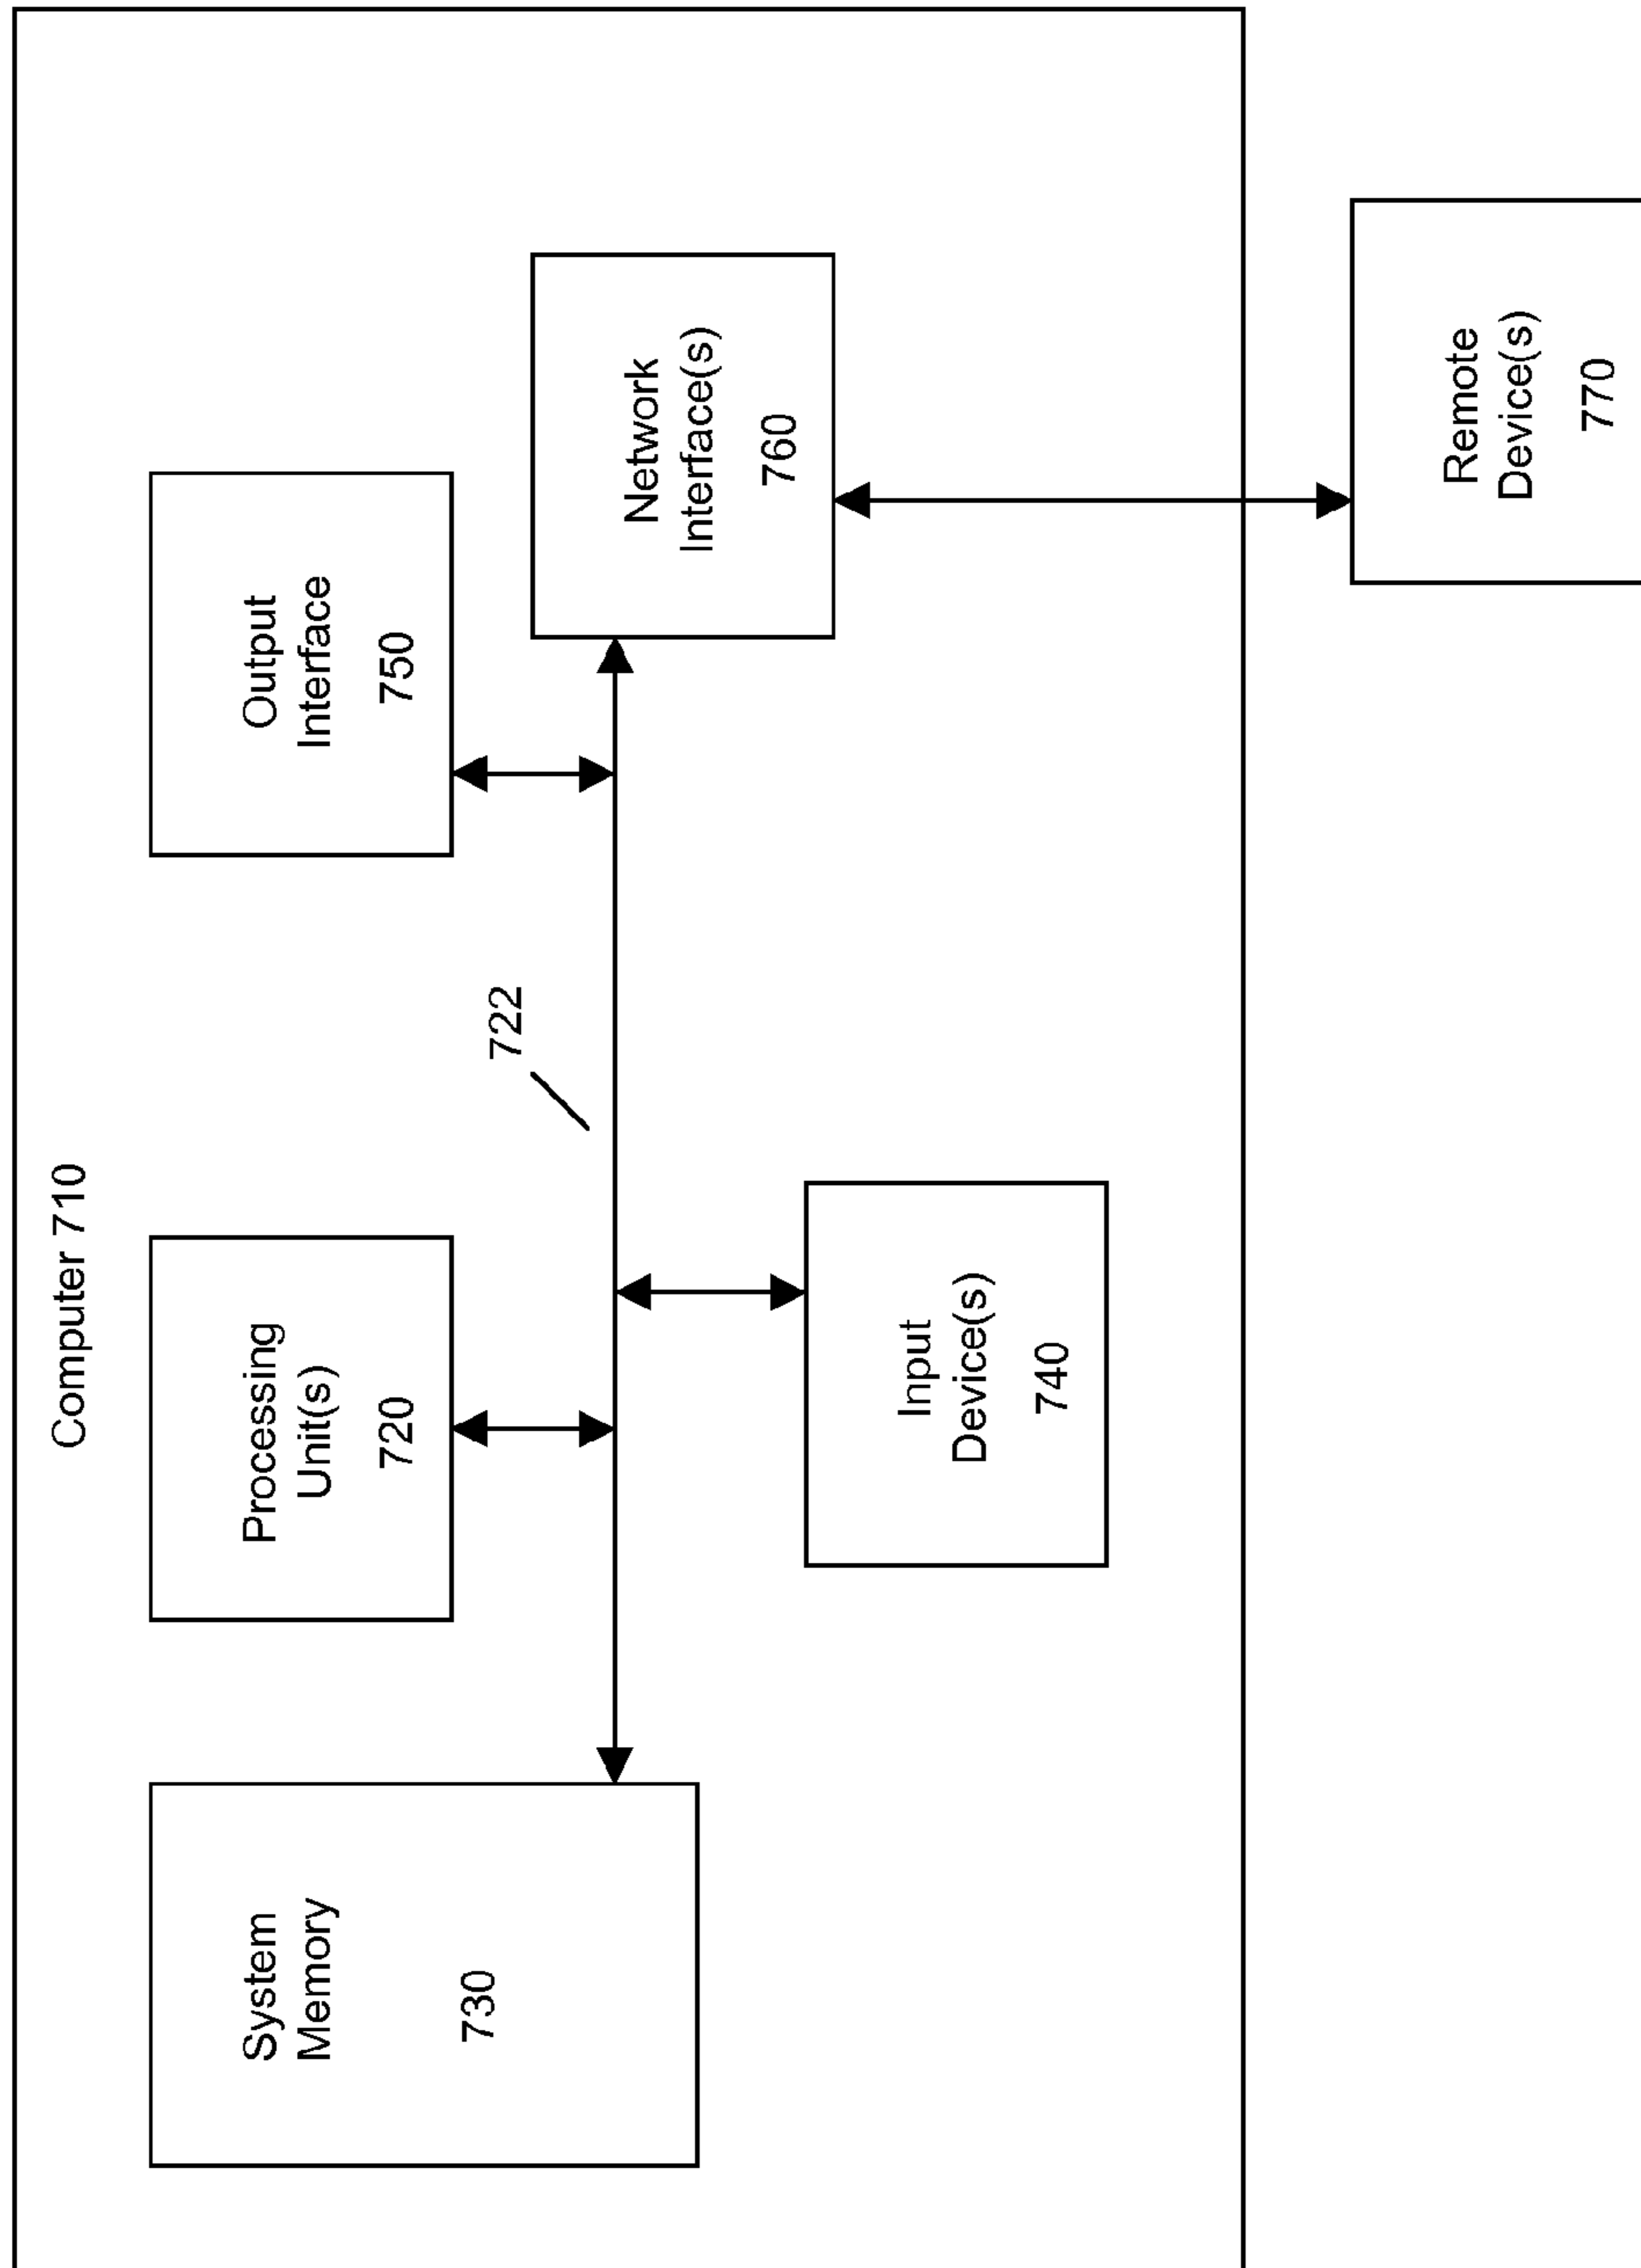 Computer 710
System
Memory
730
Processing
Unit(s)
720
Output
Interface
750
722
Network
Interface(s)
760
Input
Device(s)
740
Remote
Device(s)
770